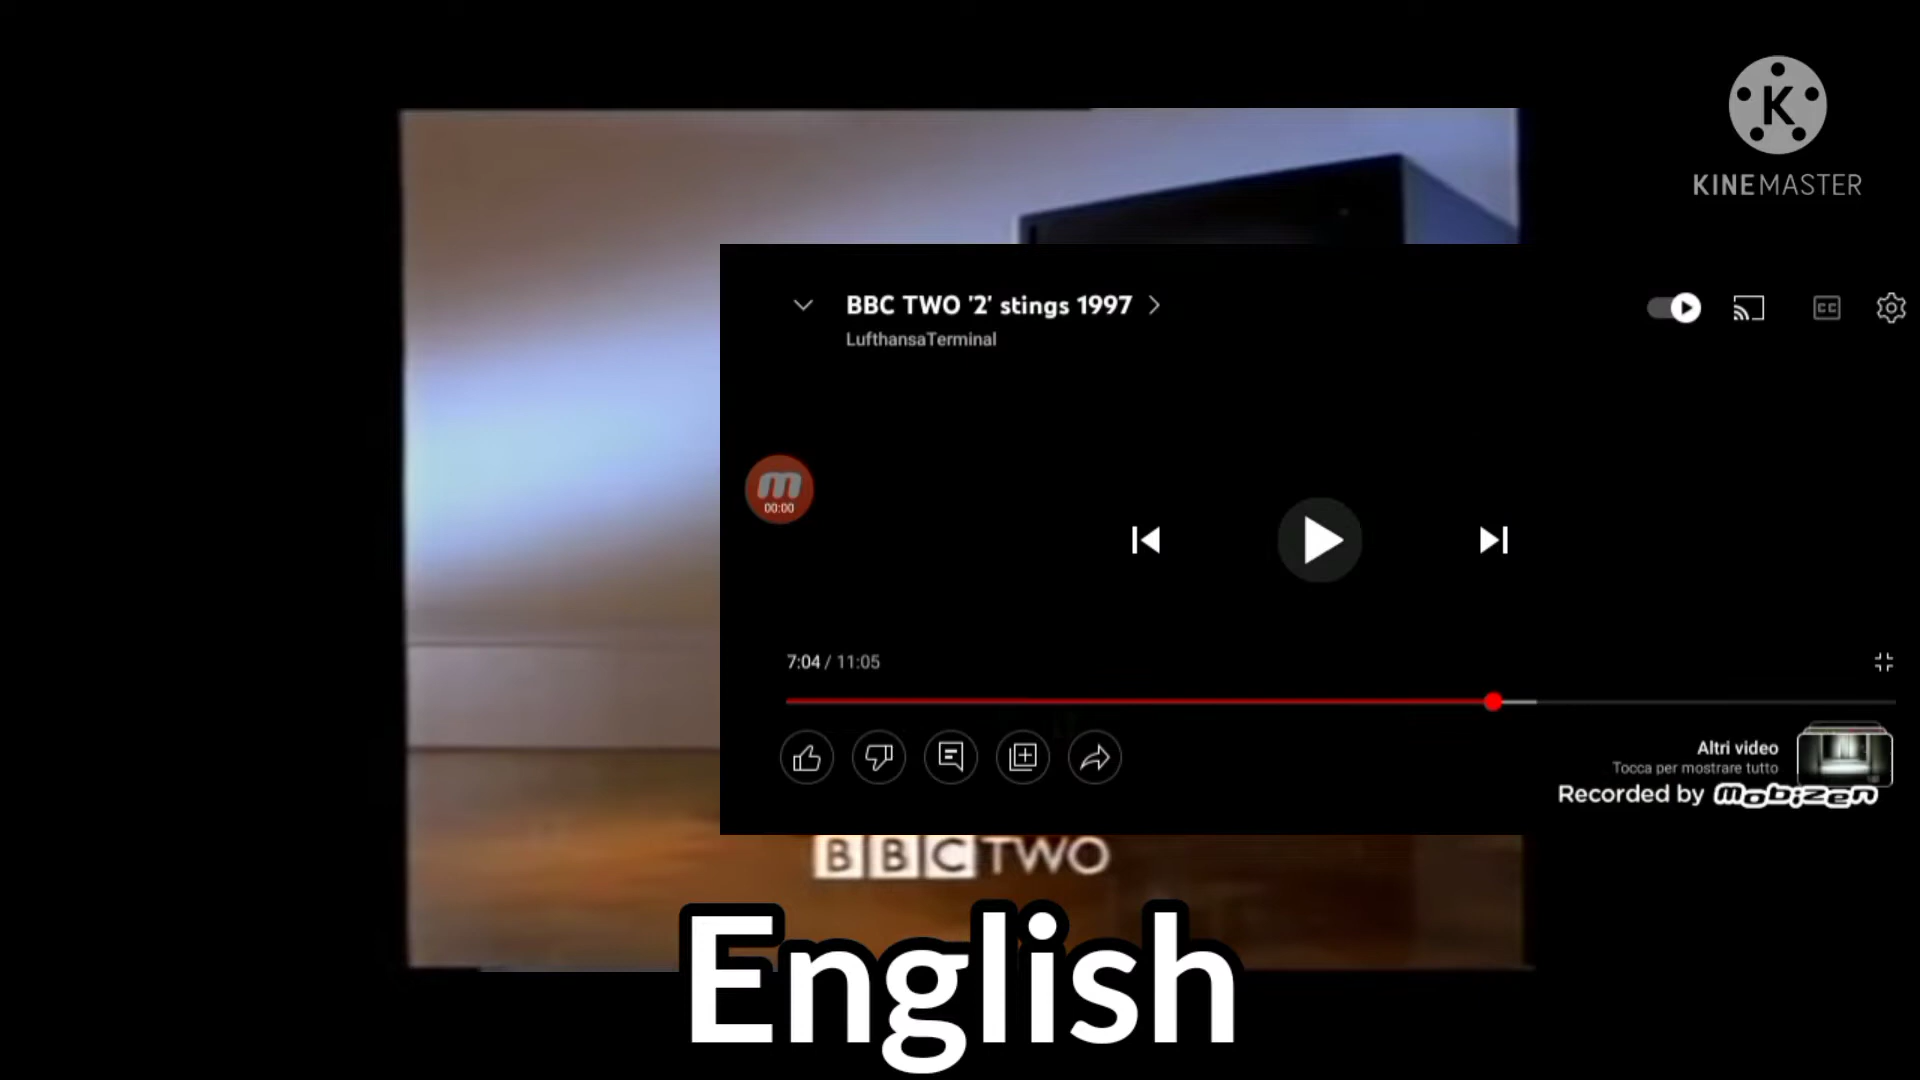 K
KINEMASTER
BBC TWO '2' stings 1997
LufthansaTerminal
CC
m
00:00
7:04 / 11:05
Altri video
Tocca per mostrare tutto
Recorded by mobizen
BBC TWO
English